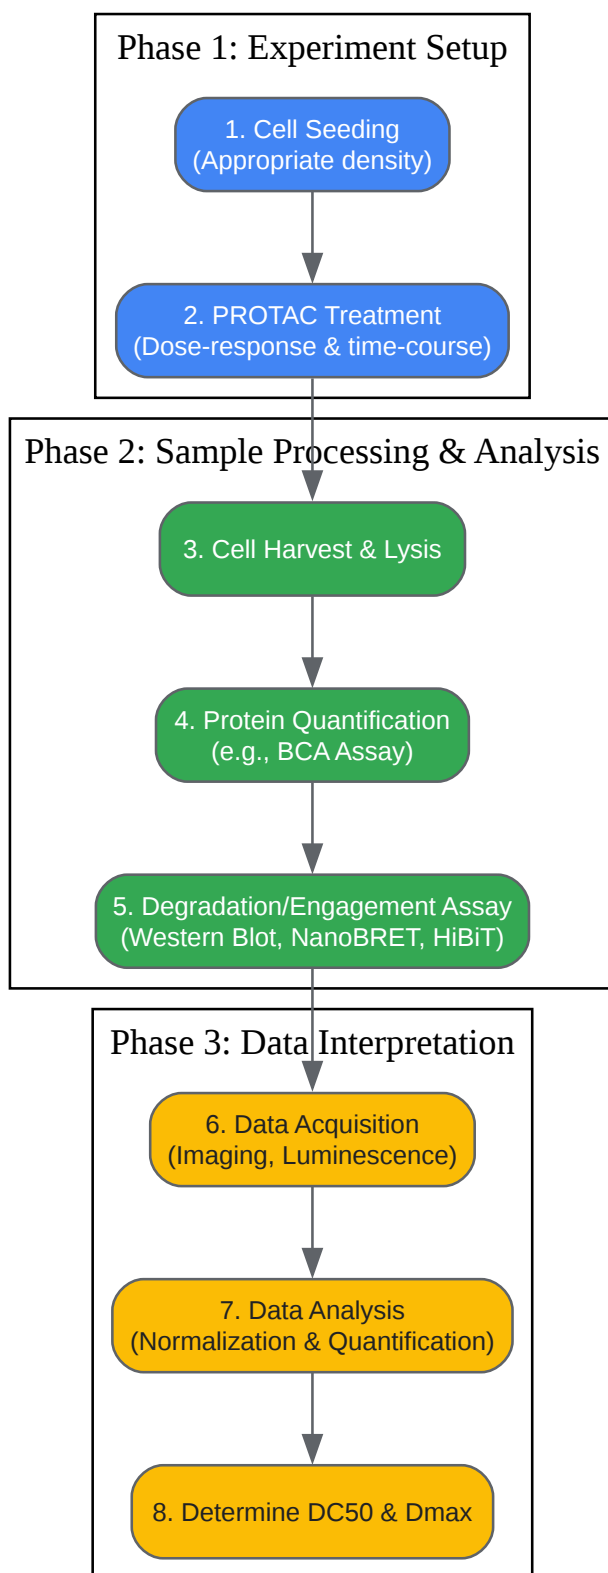 Phase 1: Experiment Setup
1. Cell Seeding
(Appropriate density)
2. PROTAC Treatment
(Dose-response & time-course)
Phase 2: Sample Processing & Analysis
3. Cell Harvest & Lysis
4. Protein Quantification
(e.g., BCA Assay)
5. Degradation/Engagement Assay
(Western Blot, NanoBRET, HiBiT)
Phase 3: Data Interpretation
6. Data Acquisition
(Imaging, Luminescence)
7. Data Analysis
(Normalization & Quantification)
8. Determine DC50 & Dmax